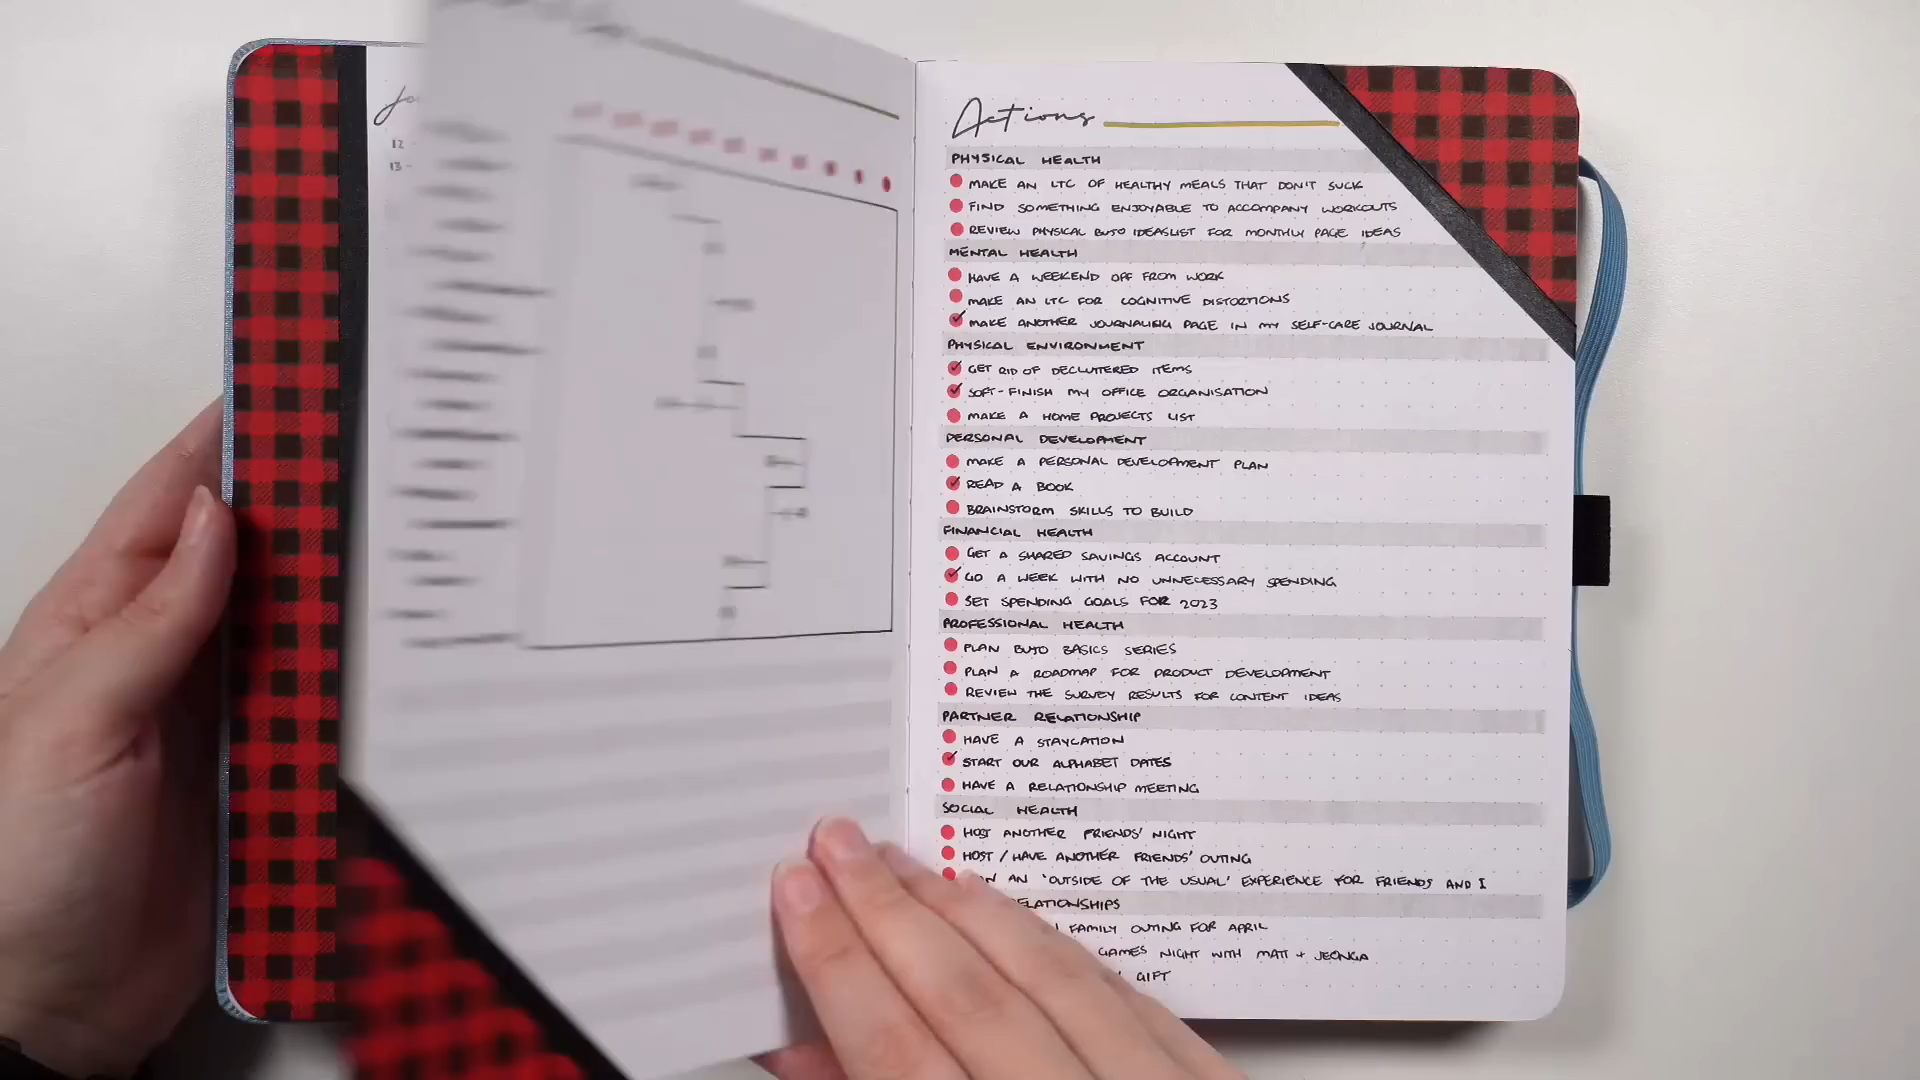 12
13
Actions
PHYSICAL HEALTH
MAKE AN LTC OF HEALTHY MEALS THAT DON'T SUCK
FIND SOMETHING ENJOYABLE TO ACCOMPANY WORKOUTS
REVIEW PHYSICAL BUJO IDEASLIST FOR MONTHLY PAGE IDEAS
MENTAL HEALTH
HAVE A WEEKEND OFF FROM WORK
MAKE AN LTC FOR COGNITIVE DISTORTIONS
MAKE ANOTHER JOURNALING PAGE IN MY SELF-CARE JOURNAL
PHYSICAL ENVIRONMENT
GET RID OF DECLUTTERED ITEMS
SOFT-FINISH MY OFFICE ORGANISATION
MAKE A HOME PROJECTS LIST
PERSONAL DEVELOPMENT
MAKE A PERSONAL DEVELOPMENT PLAN
READ A BOOK
BRAINSTORM SKILLS TO BUILD
FINANCIAL HEALTH
GET A SHARED SAVINGS ACCOUNT
GO A WEEK WITH NO UNNECESSARY SPENDING
SET SPENDING GOALS FOR 2023
PROFESSIONAL HEALTH
PLAN BUJO BASICS SERIES
PLAN A ROADMAP FOR PRODUCT DEVELOPMENT
REVIEW THE SURVEY RESULTS FOR CONTENT IDEAS
PARTNER RELATIONSHIP
HAVE A STAYCATION
START OUR ALPHABET DATES
HAVE A RELATIONSHIP MEETING
SOCIAL HEALTH
HOST ANOTHER FRIENDS' NIGHT
HOST / HAVE ANOTHER FRIENDS' OUTING
AN 'OUTSIDE OF THE USUAL' EXPERIENCE FOR FRIENDS AND I
RELATIONSHIPS
FAMILY OUTING FOR APRIL
GAMES NIGHT WITH MATT + JEONGA
GIFT